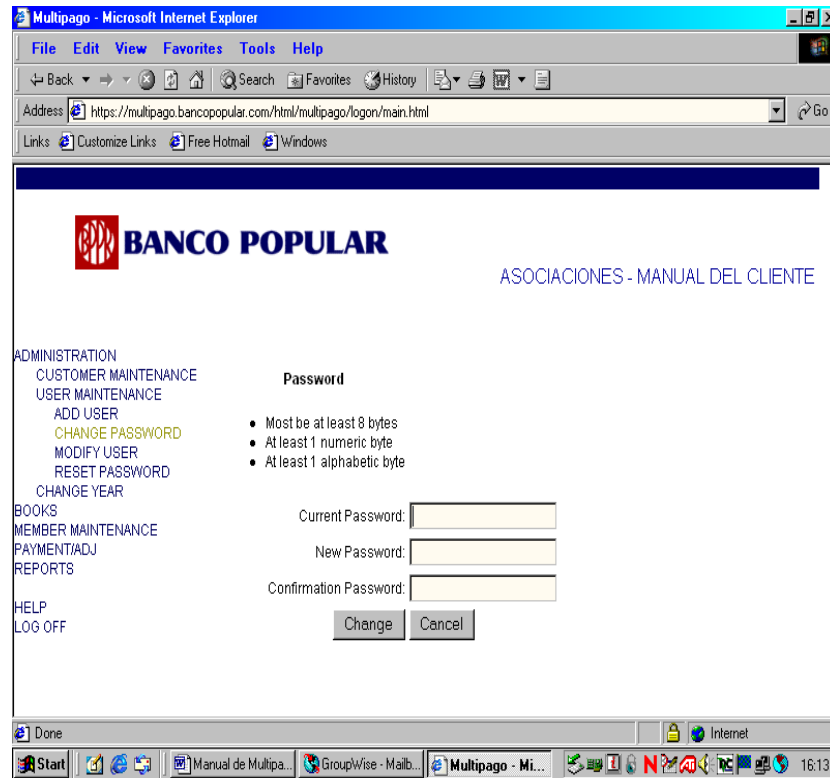 Multipago - Microsoft Internet Explorer
File Edit View Favorites Tools Help
Back Search Favorites History
Address https://multipago.bancopopular.com/html/multipago/logon/main.html Go
Links Customize Links Free Hotmail Windows
BANCO POPULAR
ASOCIACIONES - MANUAL DEL CLIENTE
ADMINISTRATION
CUSTOMER MAINTENANCE
USER MAINTENANCE
ADD USER
CHANGE PASSWORD
MODIFY USER
RESET PASSWORD
CHANGE YEAR
BOOKS
MEMBER MAINTENANCE
PAYMENT/ADJ
REPORTS
HELP
LOG OFF
Password
• Most be at least 8 bytes
• At least 1 numeric byte
• At least 1 alphabetic byte
Current Password:
New Password:
Confirmation Password:
Change Cancel
Done Internet
Start Manual de Multipa... GroupWise - Mailb... Multipago - Mi... 16:13